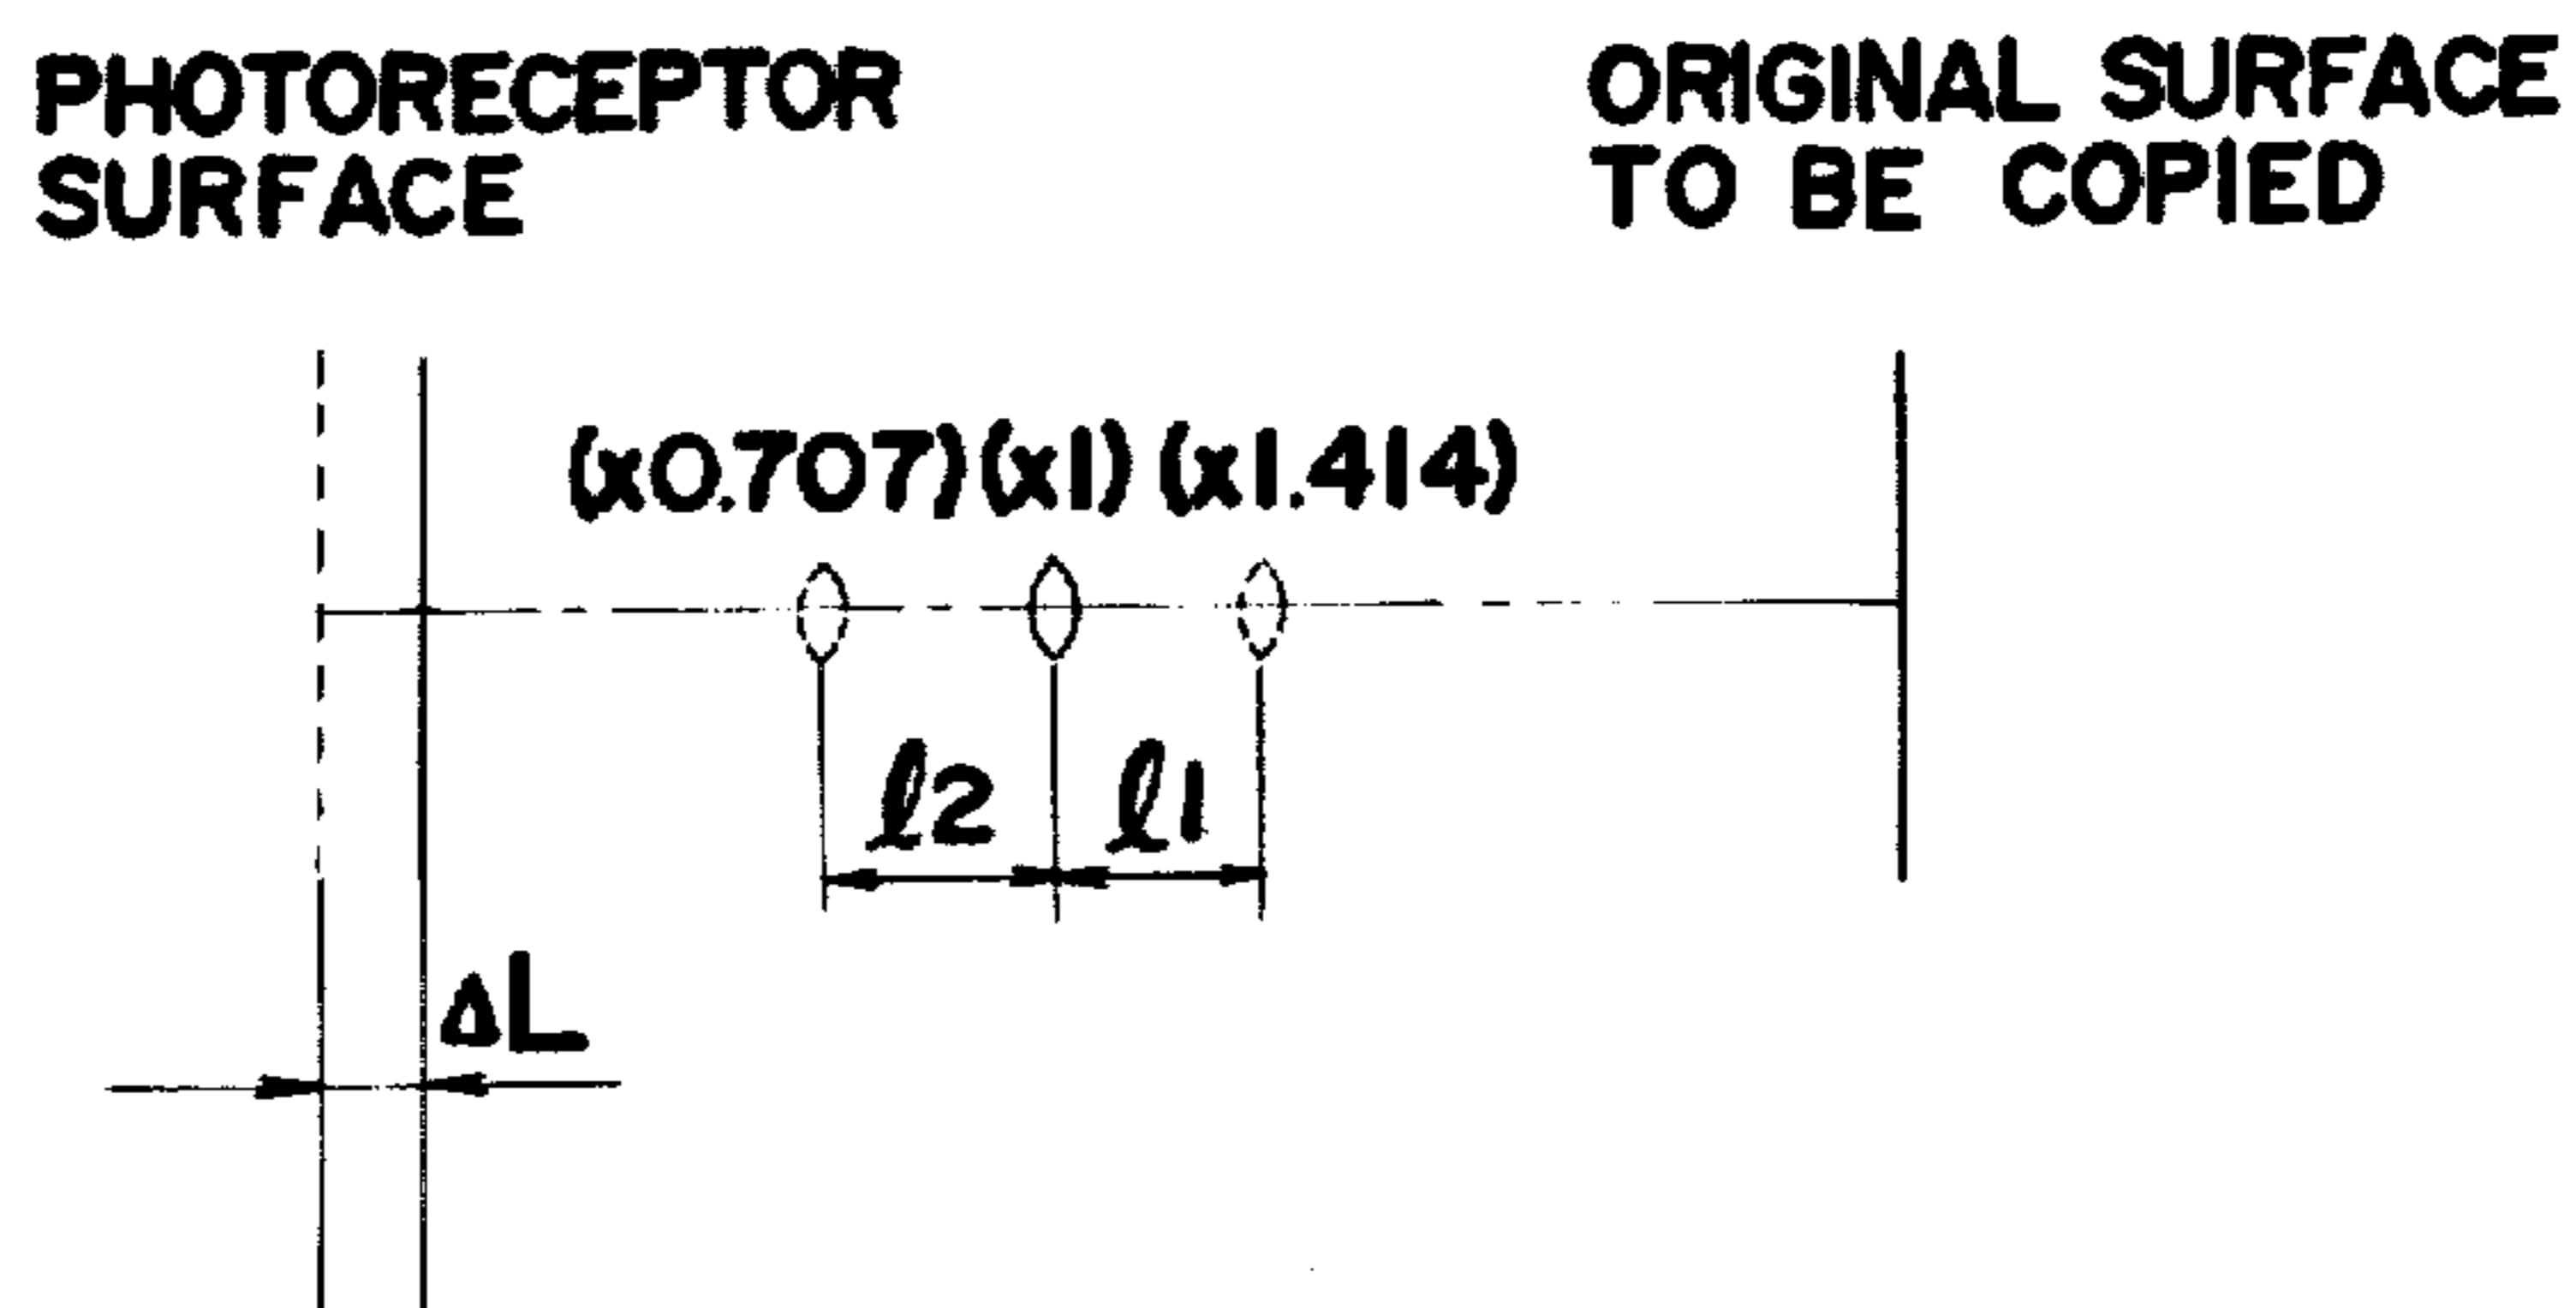 PHOTORECEPTOR
SURFACE
ORIGINAL SURFACE
TO BE COPIED
(x0.707) (x1) (x1.414)
ℓ2 ℓ1
ΔL